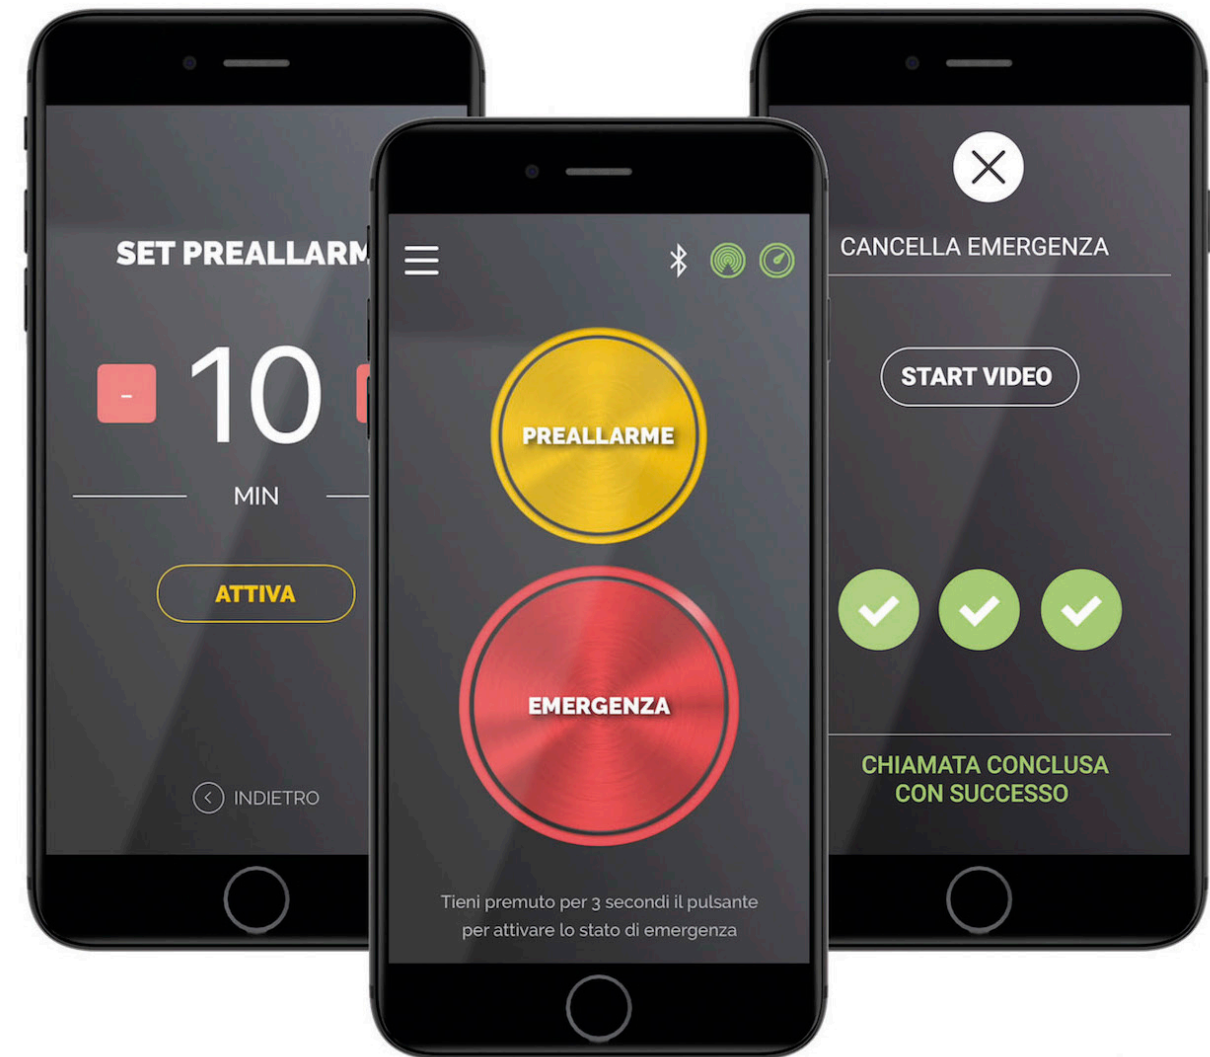 SET PREALLARM
-
10
MIN
ATTIVA
INDIETRO
PREALLARME
EMERGENZA
Tieni premuto per 3 secondi il pulsante
per attivare lo stato di emergenza
CANCELLA EMERGENZA
START VIDEO
CHIAMATA CONCLUSA
CON SUCCESSO